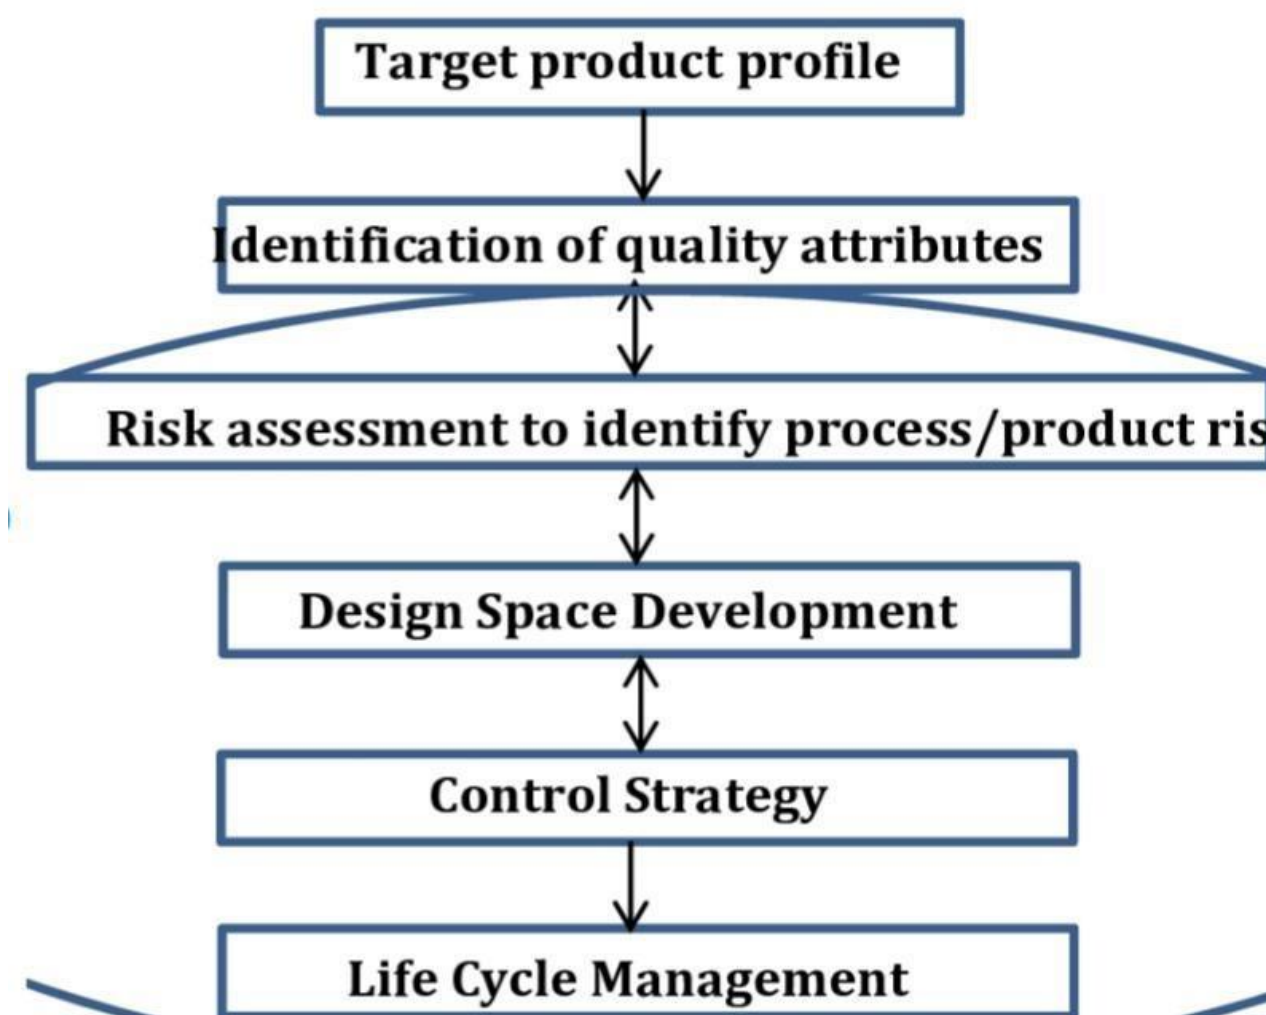 Target product profile
Identification of quality attributes
Risk assessment to identify process/product ris
Design Space Development
Control Strategy
Life Cycle Management